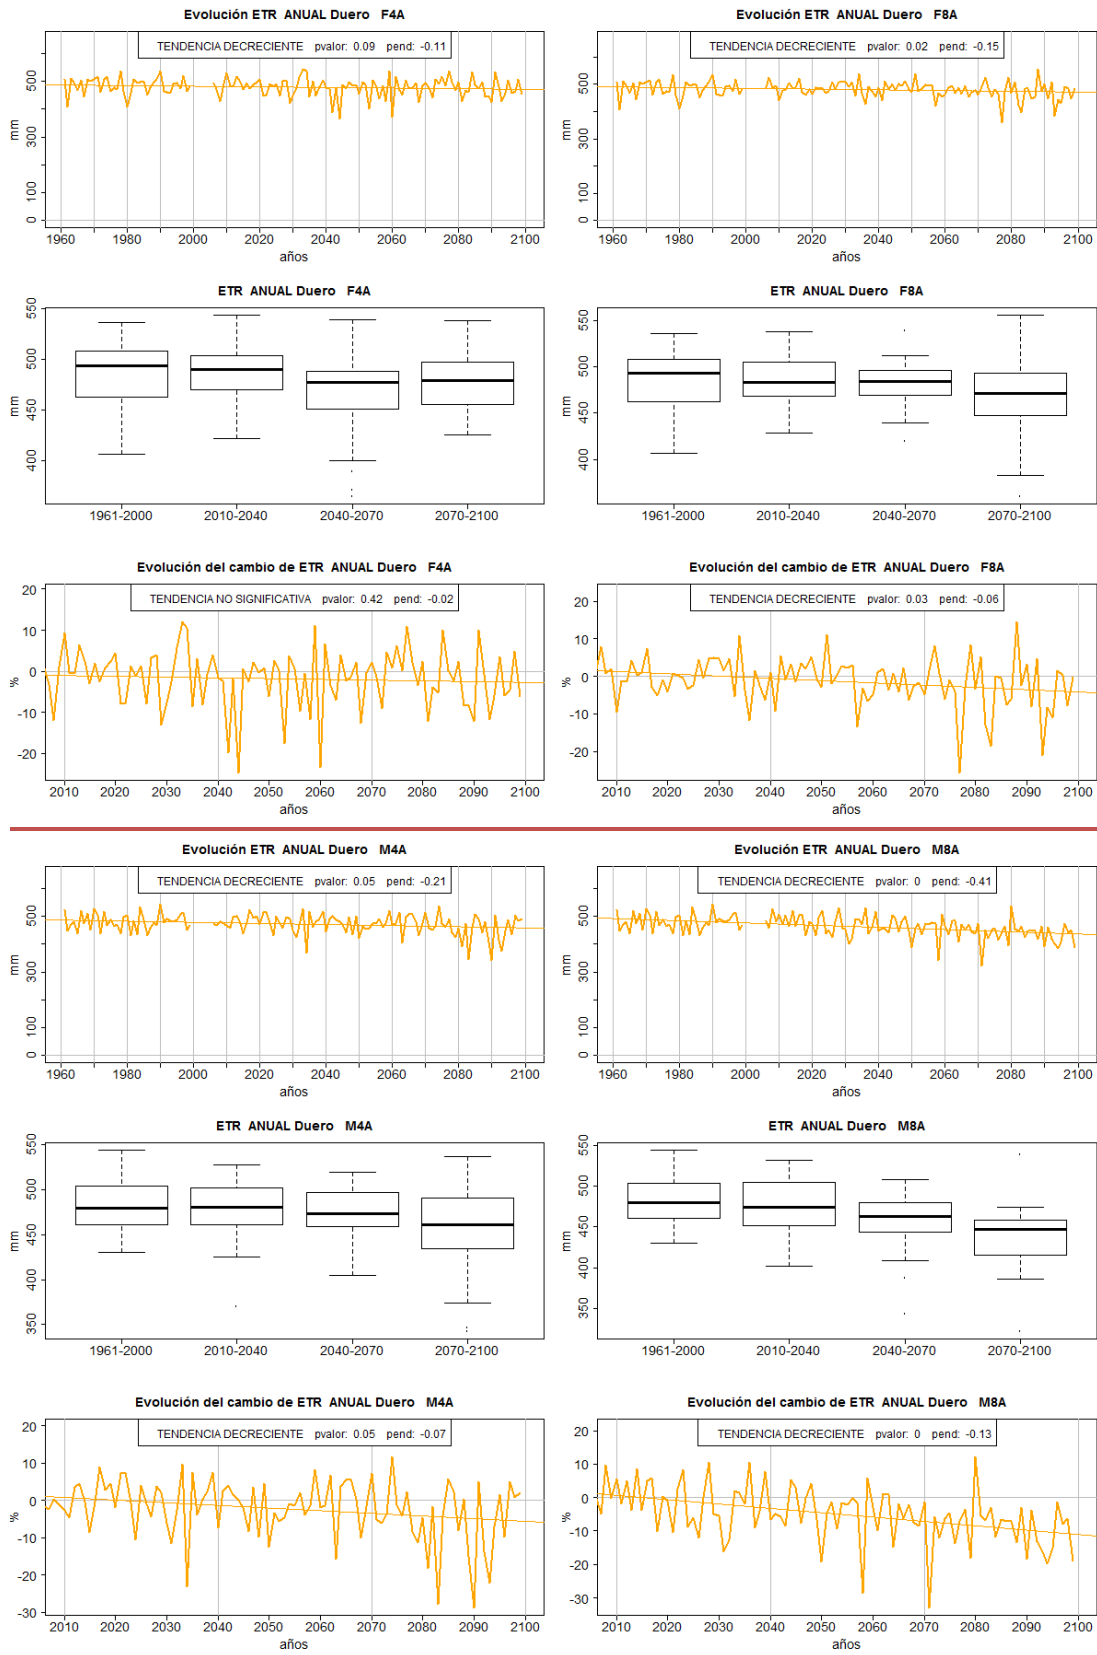 Evolución ETR ANUAL Duero F4A
TENDENCIA DECRECIENTE pvalor: 0.09 pend: -0.11
mm
500
300
100
0
1960 1980 2000 2020 2040 2060 2080 2100
años
Evolución ETR ANUAL Duero F8A
TENDENCIA DECRECIENTE pvalor: 0.02 pend: -0.15
mm
500
300
100
0
1960 1980 2000 2020 2040 2060 2080 2100
años
ETR ANUAL Duero F4A
mm
550
500
450
400
1961-2000 2010-2040 2040-2070 2070-2100
ETR ANUAL Duero F8A
mm
550
500
450
400
1961-2000 2010-2040 2040-2070 2070-2100
Evolución del cambio de ETR ANUAL Duero F4A
TENDENCIA NO SIGNIFICATIVA pvalor: 0.42 pend: -0.02
%
20
10
0
-10
-20
2010 2020 2030 2040 2050 2060 2070 2080 2090 2100
años
Evolución del cambio de ETR ANUAL Duero F8A
TENDENCIA DECRECIENTE pvalor: 0.03 pend: -0.06
%
20
10
0
-10
-20
2010 2020 2030 2040 2050 2060 2070 2080 2090 2100
años
Evolución ETR ANUAL Duero M4A
TENDENCIA DECRECIENTE pvalor: 0.05 pend: -0.21
mm
500
300
100
0
1960 1980 2000 2020 2040 2060 2080 2100
años
Evolución ETR ANUAL Duero M8A
TENDENCIA DECRECIENTE pvalor: 0 pend: -0.41
mm
500
300
100
0
1960 1980 2000 2020 2040 2060 2080 2100
años
ETR ANUAL Duero M4A
mm
550
500
450
400
350
1961-2000 2010-2040 2040-2070 2070-2100
ETR ANUAL Duero M8A
mm
550
500
450
400
350
1961-2000 2010-2040 2040-2070 2070-2100
Evolución del cambio de ETR ANUAL Duero M4A
TENDENCIA DECRECIENTE pvalor: 0.05 pend: -0.07
%
20
10
0
-10
-20
-30
2010 2020 2030 2040 2050 2060 2070 2080 2090 2100
años
Evolución del cambio de ETR ANUAL Duero M8A
TENDENCIA DECRECIENTE pvalor: 0 pend: -0.13
%
20
10
0
-10
-20
-30
2010 2020 2030 2040 2050 2060 2070 2080 2090 2100
años